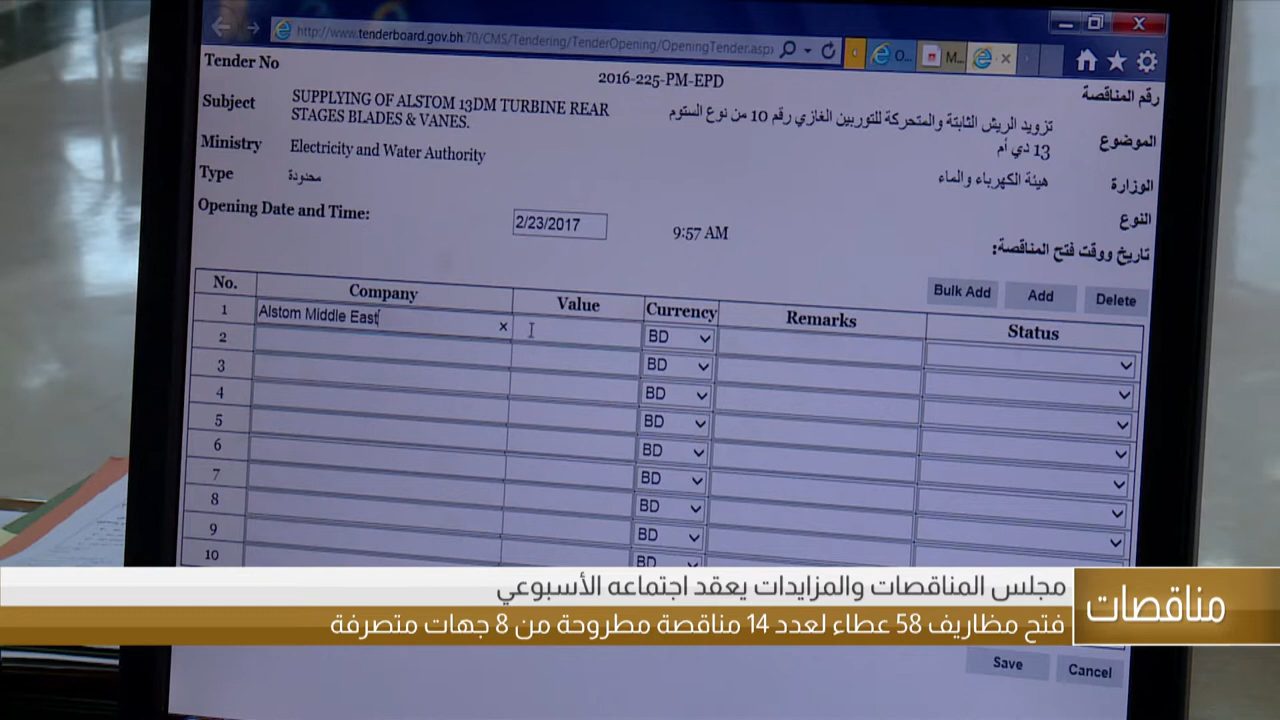 http://www.tenderboard.gov.bh:70/CMS/Tendering/TenderOpening/OpeningTender.asp
O...
M...
Tender No
2016-225-PM-EPD
رقم المناقصة
Subject
SUPPLYING OF ALSTOM 13DM TURBINE REAR
STAGES BLADES & VANES.
تزويد الريش الثابتة والمتحركة للتوربين الغازي رقم 10 من نوع الستوم
13 دي أم
الموضوع
Ministry
Electricity and Water Authority
هيئة الكهرباء والماء
الوزارة
Type
محدودة
النوع
Opening Date and Time:
2/23/2017
9:57 AM
تاريخ ووقت فتح المناقصة:
Bulk Add
Add
Delete
No.
Company
Value
Currency
Remarks
Status
1
Alstom Middle East
×
BD
2
BD
3
BD
4
BD
5
BD
6
BD
7
BD
8
BD
9
BD
10
مجلس المناقصات والمزايدات يعقد اجتماعه الأسبوعي
مناقصات
فتح مظاريف 58 عطاء لعدد 14 مناقصة مطروحة من 8 جهات متصرفة
Save
Cancel